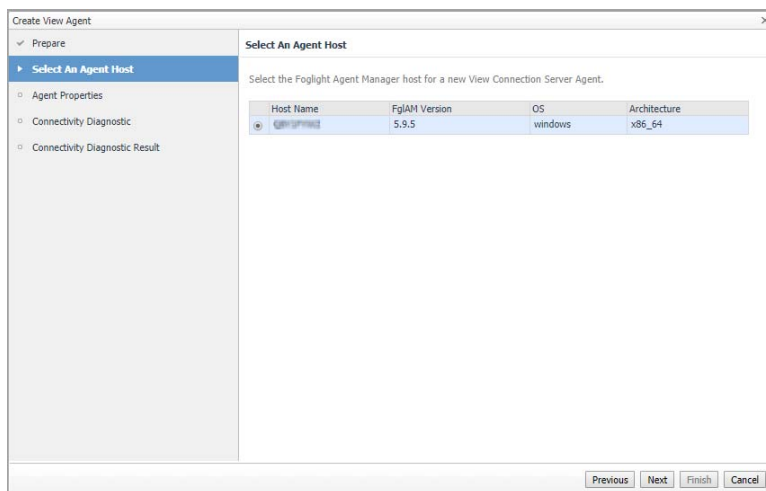 Create View Agent
Prepare
Select An Agent Host
Agent Properties
Connectivity Diagnostic
Connectivity Diagnostic Result
Select An Agent Host
Select the Foglight Agent Manager host for a new View Connection Server Agent.
Host Name FglAM Version OS Architecture
5.9.5 windows x86_64
Previous Next Finish Cancel